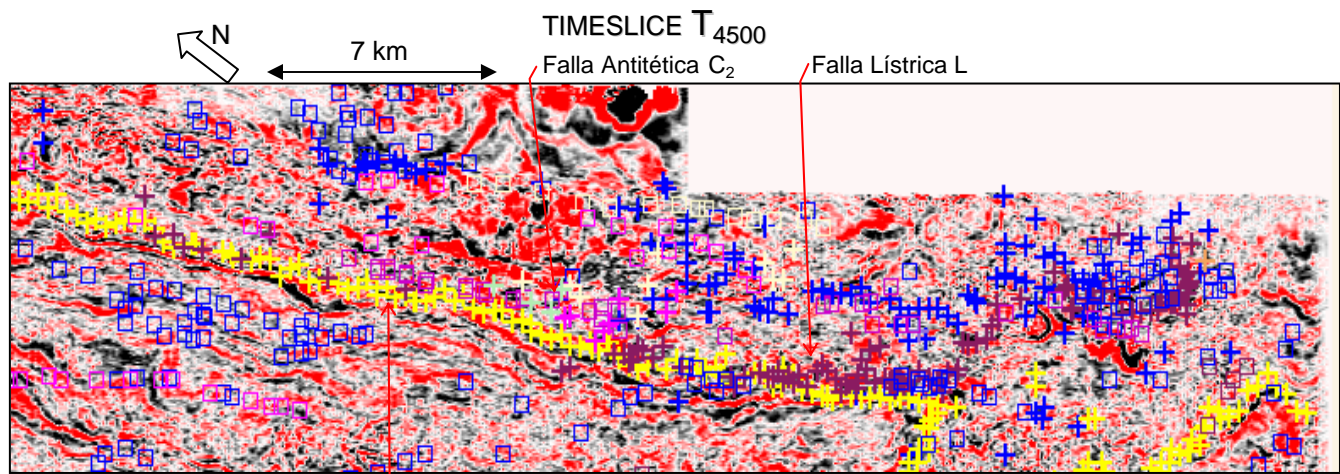 TIMESLICE T4500
N
7 km
Falla Antitética C2
Falla Lístrica L